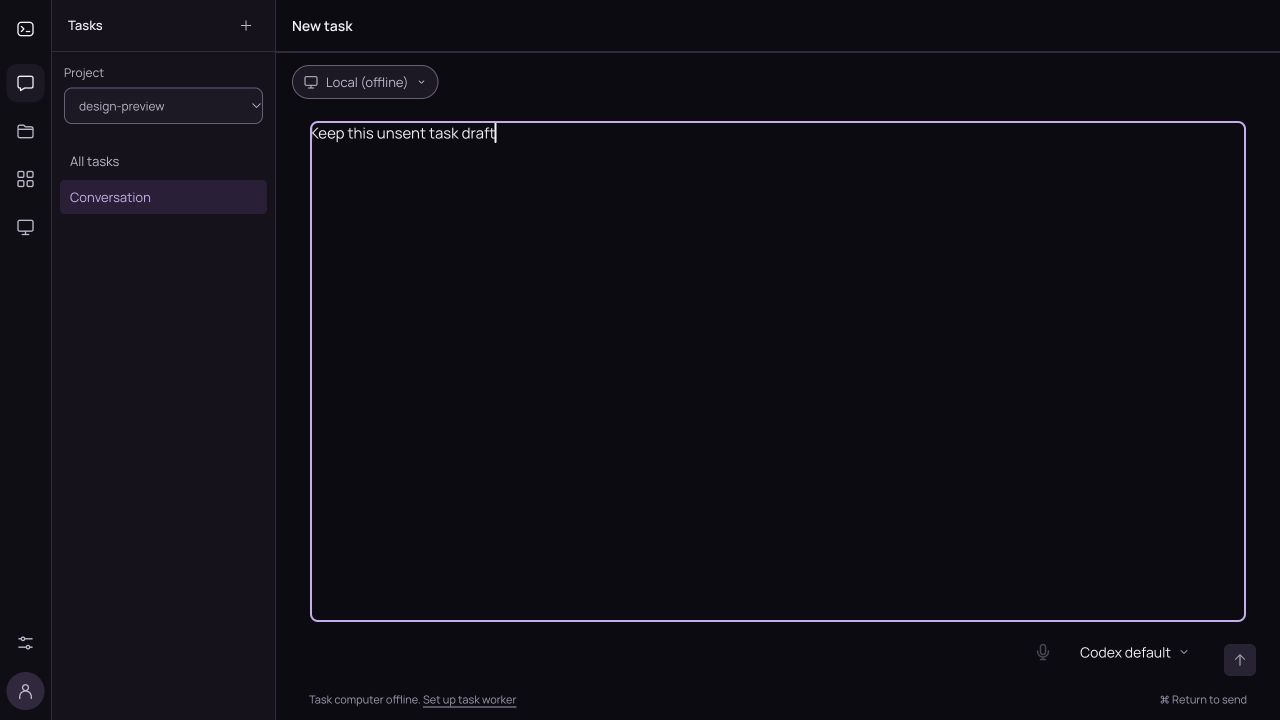 Tasks
New task
Project
design-preview
All tasks
Conversation
Local (offline)
Keep this unsent task draft
Codex default
Task computer offline. Set up task worker
⌘ Return to send